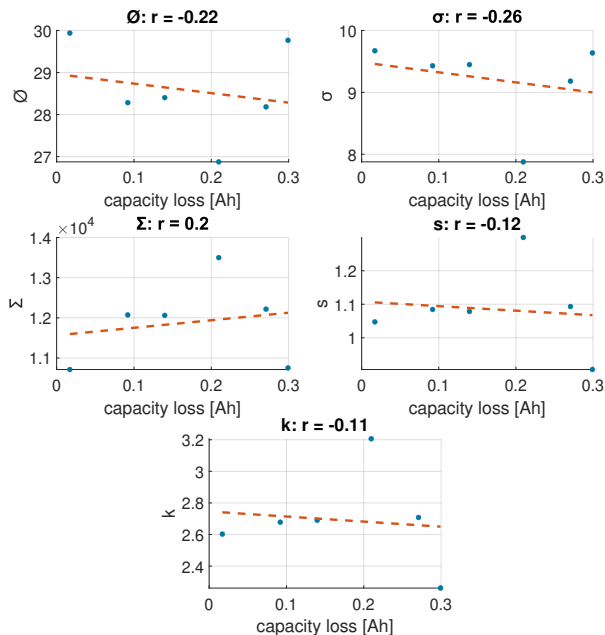 Ø: r = -0.22
30
29
28
27
Ø
0
0.1
0.2
0.3
capacity loss [Ah]
σ: r = -0.26
10
9
8
σ
0
0.1
0.2
0.3
capacity loss [Ah]
Σ: r = 0.2
×10⁴
1.4
1.3
1.2
1.1
Σ
0
0.1
0.2
0.3
capacity loss [Ah]
s: r = -0.12
1.2
1.1
1
s
0
0.1
0.2
0.3
capacity loss [Ah]
k: r = -0.11
3.2
3
2.8
2.6
2.4
k
0
0.1
0.2
0.3
capacity loss [Ah]